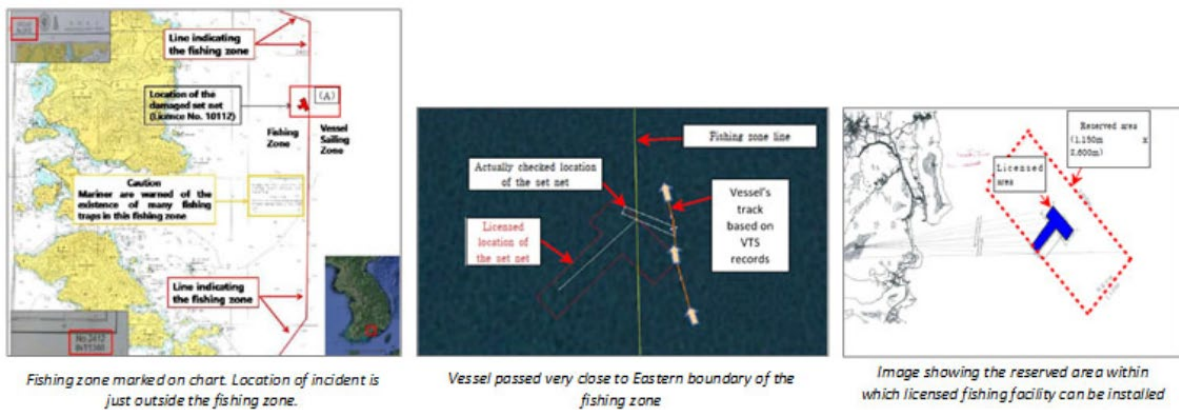 Line indicating
the fishing zone
Location of the
damaged set net
(Licence No. 10112)
(A)
Fishing
Zone
Vessel
Sailing
Zone
Caution
Mariner are warned of the
existence of many fishing
traps in this fishing zone
Line indicating
the fishing zone
No.2412
Fishing zone marked on chart. Location of incident is
just outside the fishing zone.
Fishing zone line
Actually checked location
of the set net
Vessel's
track
based on
VTS
records
Licensed
location of
the set net
Vessel passed very close to Eastern boundary of the
fishing zone
Reserved area
(1,150m x
2,600m)
Licensed
area
Image showing the reserved area within
which licensed fishing facility can be installed